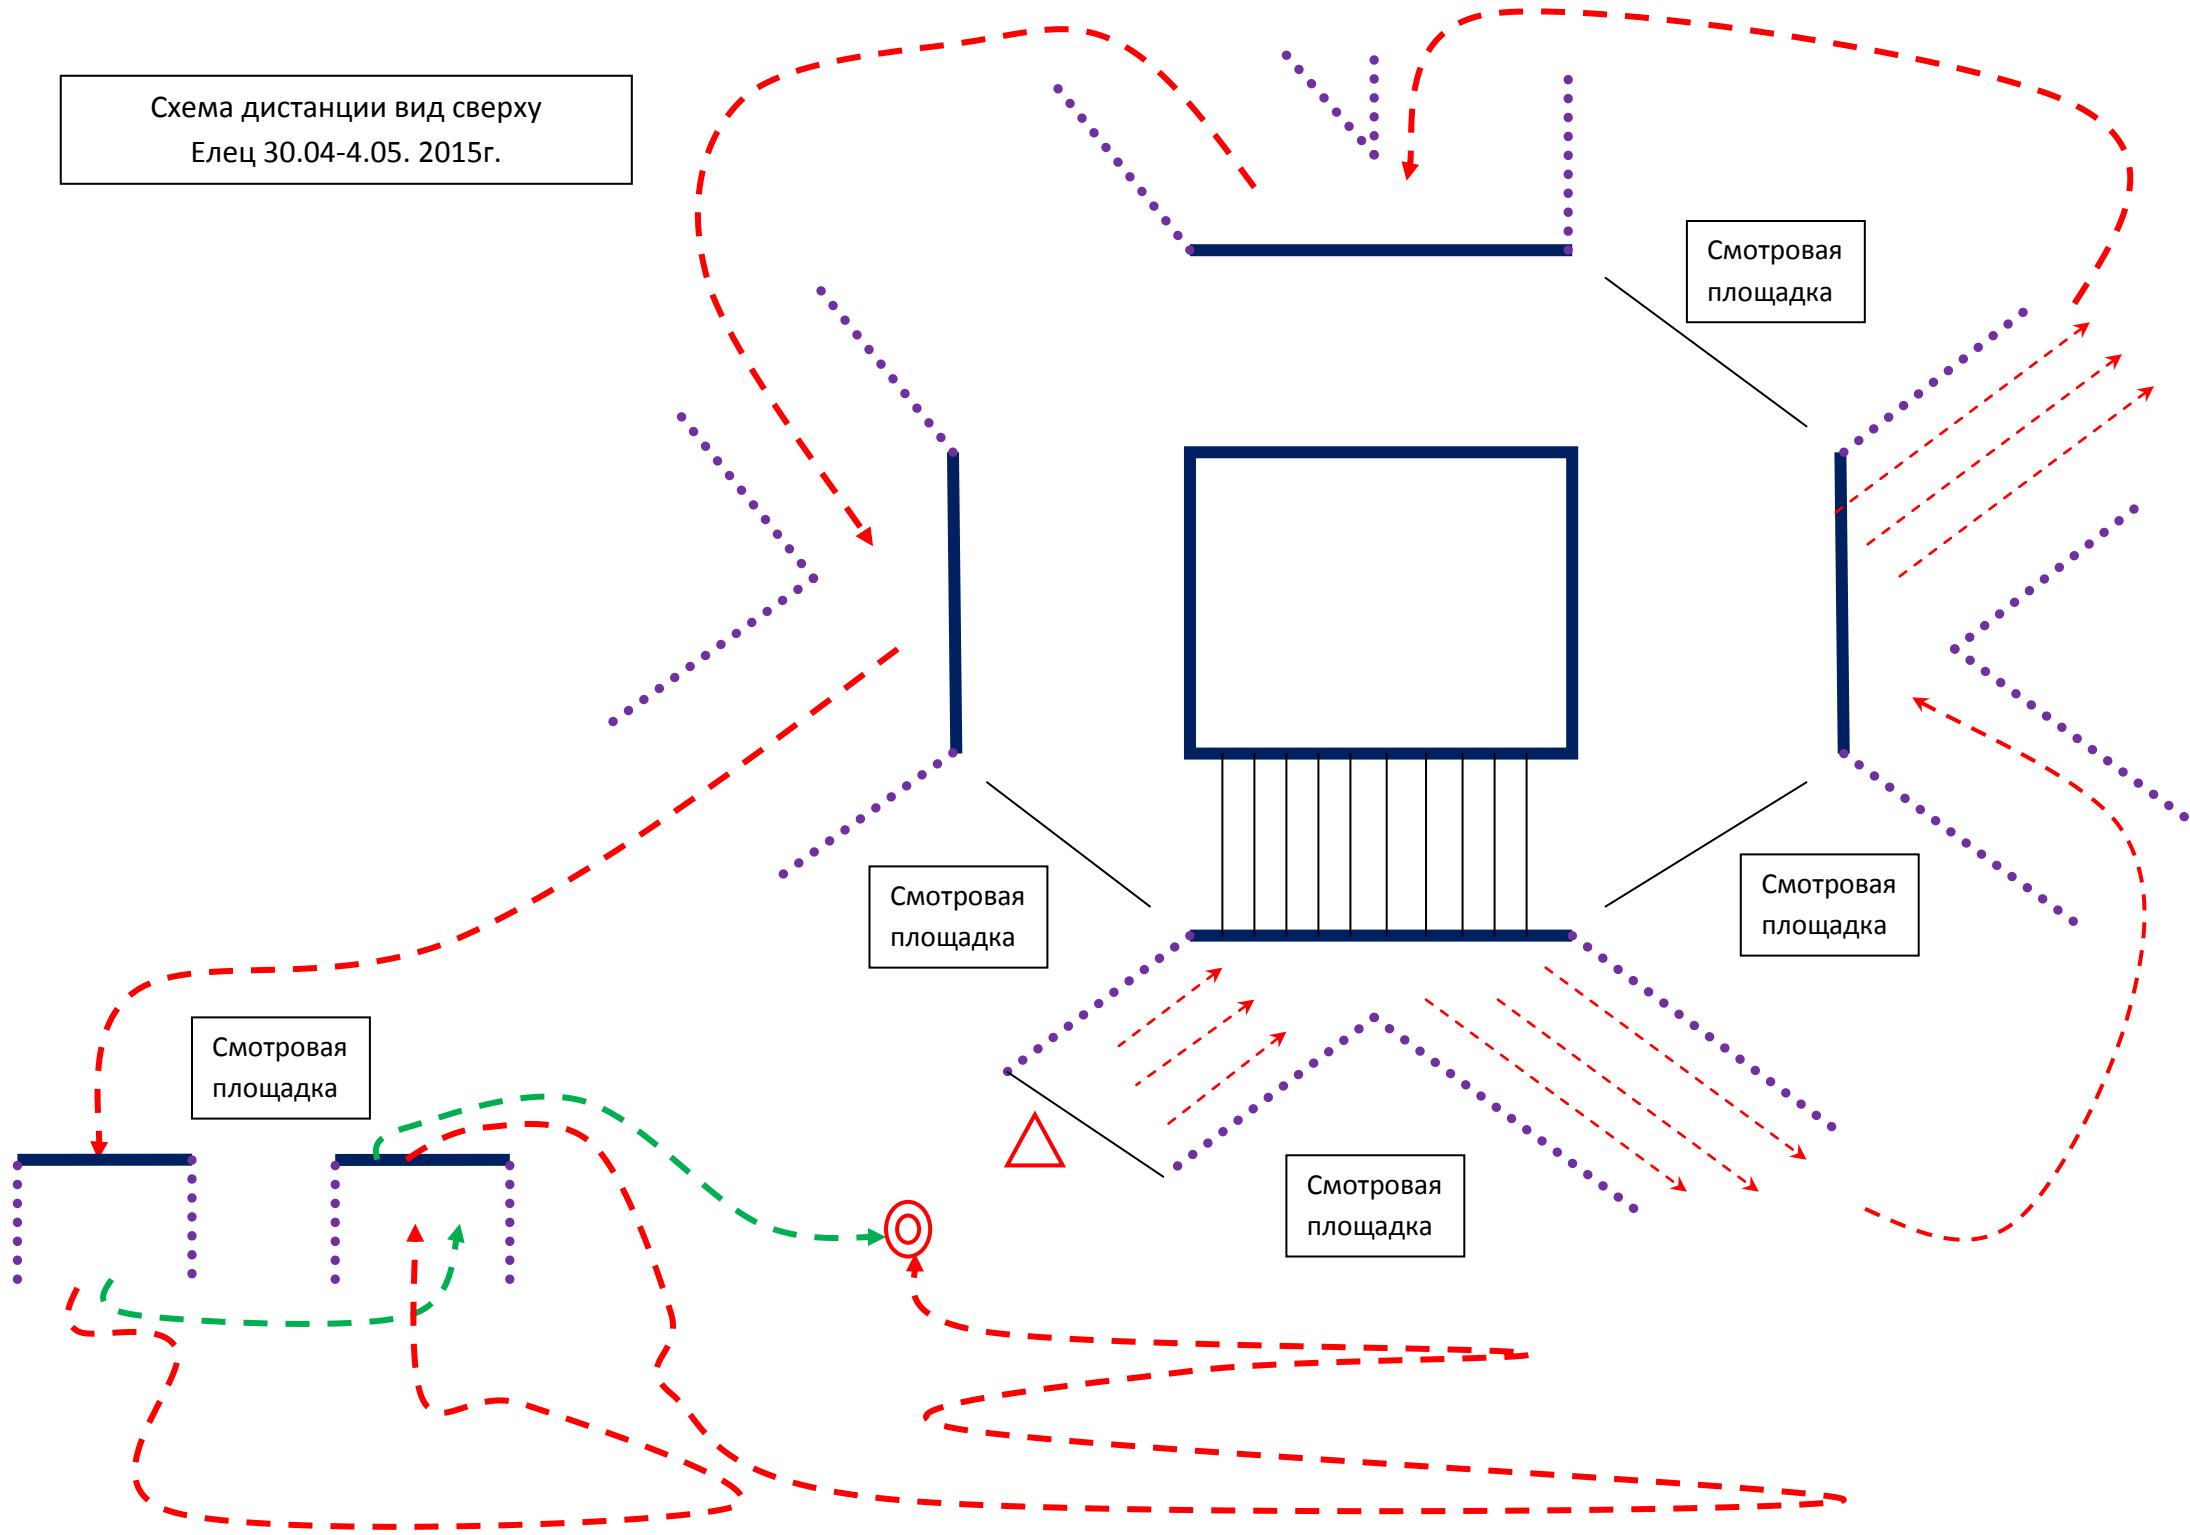 Схема дистанции вид сверху
Елец 30.04-4.05. 2015г.
Смотровая
площадка
Смотровая
площадка
Смотровая
площадка
Смотровая
площадка
Смотровая
площадка